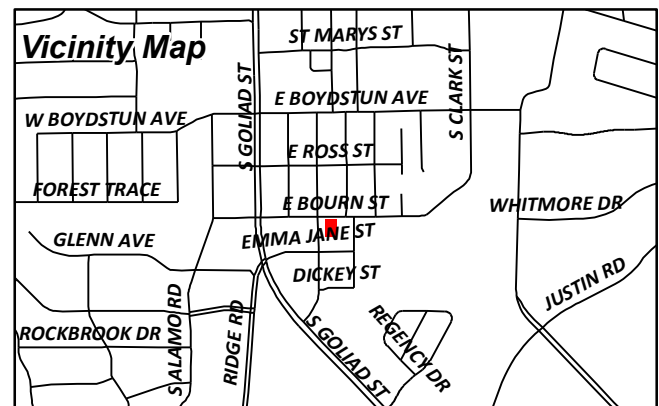 Vicinity Map
ST MARYS ST
S GOLIAD ST
S CLARK ST
E BOYDSTUN AVE
W BOYDSTUN AVE
E ROSS ST
FOREST TRACE
E BOURN ST
WHITMORE DR
GLENN AVE
EMMA JANE ST
DICKEY ST
JUSTIN RD
S ALAMO RD
RIDGE RD
ROCKBROOK DR
S GOLIAD ST
REGENCY DR